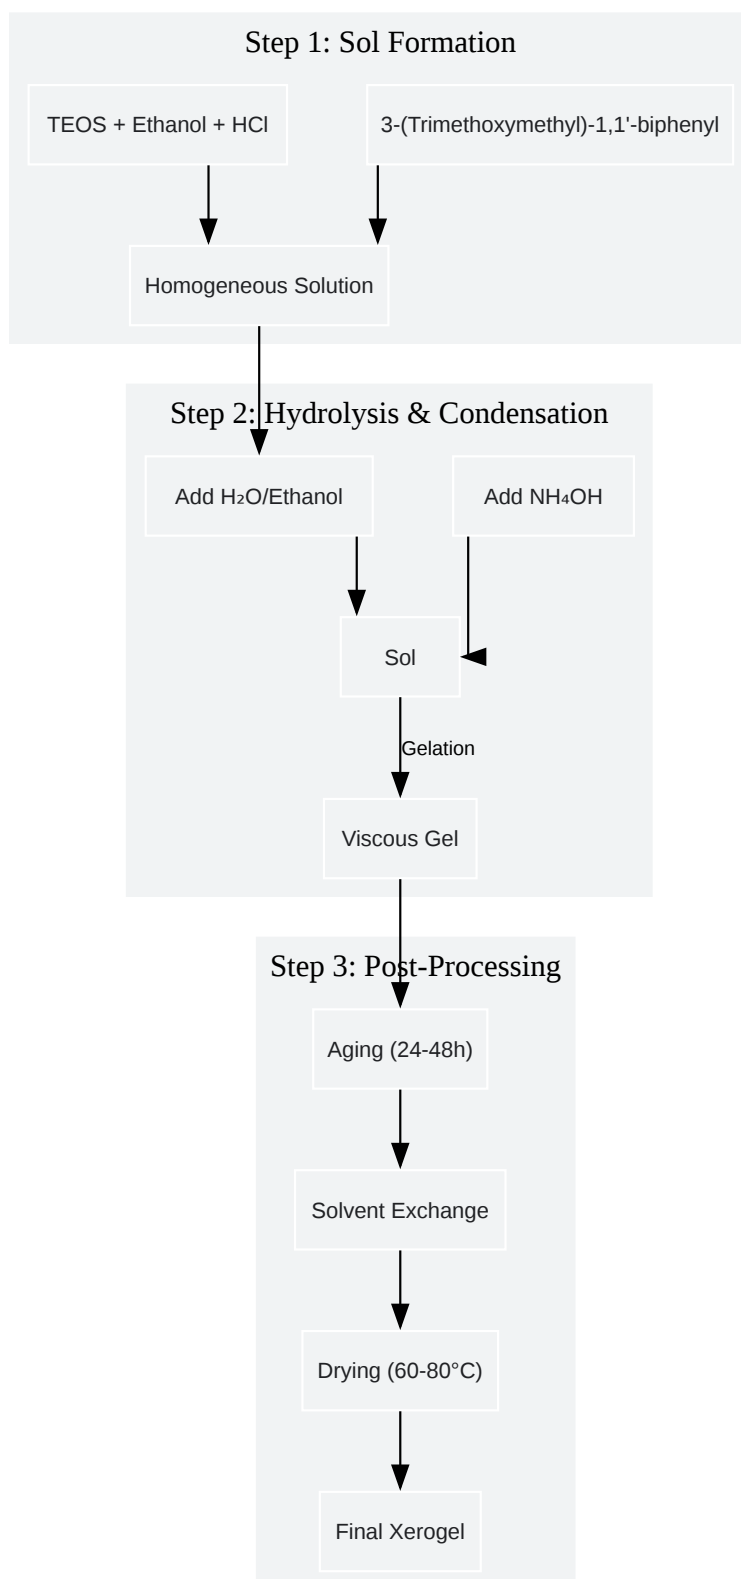 Step 1: Sol Formation
TEOS + Ethanol + HCl
3-(Trimethoxymethyl)-1,1'-biphenyl
Homogeneous Solution
Step 2: Hydrolysis & Condensation
Add H₂O/Ethanol
Add NH₄OH
Sol
Gelation
Viscous Gel
Step 3: Post-Processing
Aging (24-48h)
Solvent Exchange
Drying (60-80°C)
Final Xerogel